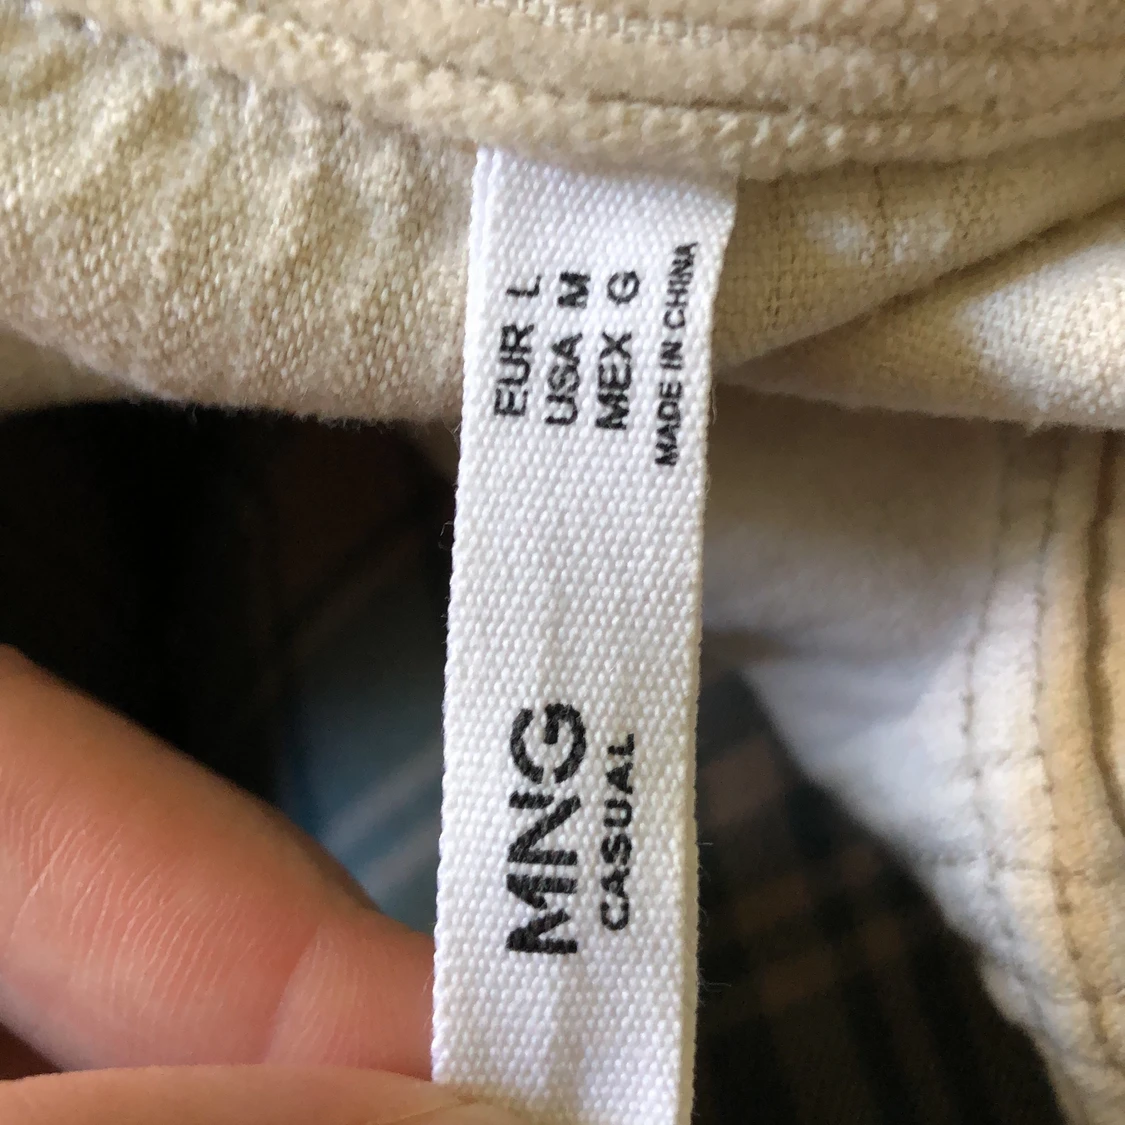 EUR L
USA M
MEX G
MADE IN CHINA
MNG
CASUAL